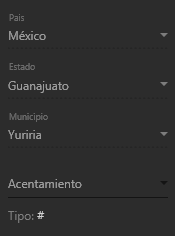 País
México
Estado
Guanajuato
Municipio
Yuriria
Acentamiento
Tipo: #